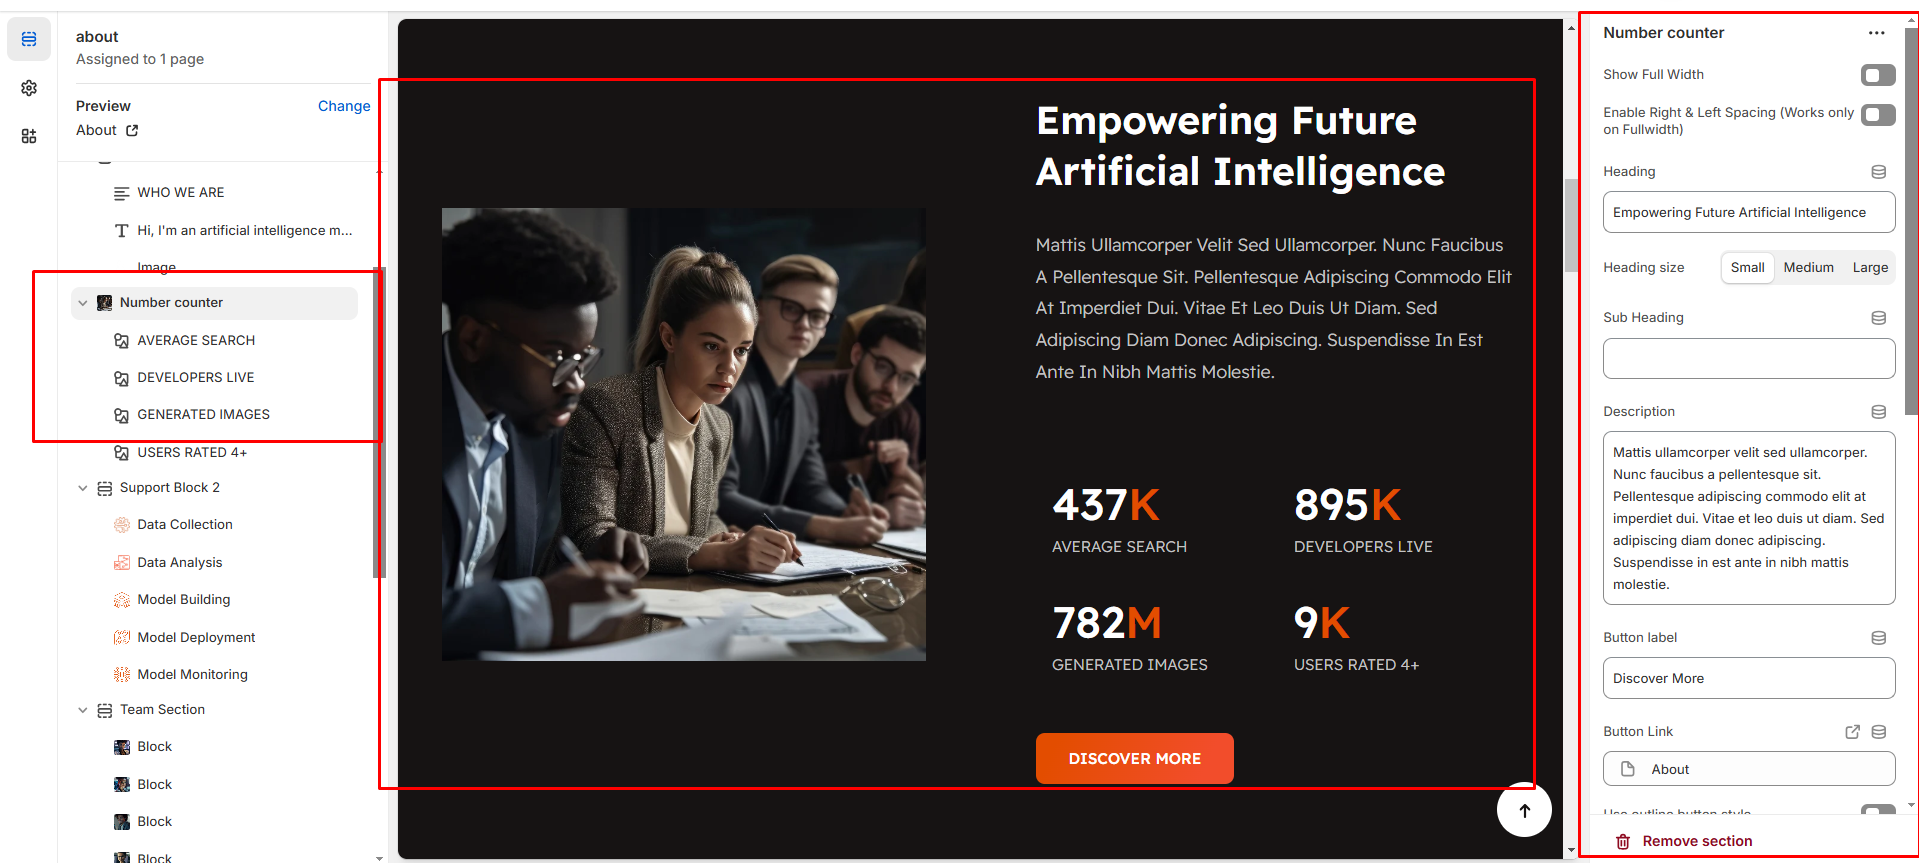 about
Assigned to 1 page
Preview
Change
About
WHO WE ARE
Hi, I'm an artificial intelligence m...
Image
Number counter
AVERAGE SEARCH
DEVELOPERS LIVE
GENERATED IMAGES
USERS RATED 4+
Support Block 2
Data Collection
Data Analysis
Model Building
Model Deployment
Model Monitoring
Team Section
Block
Block
Block
Block
Empowering Future
Artificial Intelligence
Mattis Ullamcorper Velit Sed Ullamcorper. Nunc Faucibus
A Pellentesque Sit. Pellentesque Adipiscing Commodo Elit
At Imperdiet Dui. Vitae Et Leo Duis Ut Diam. Sed
Adipiscing Diam Donec Adipiscing. Suspendisse In Est
Ante In Nibh Mattis Molestie.
437K
AVERAGE SEARCH
895K
DEVELOPERS LIVE
782M
GENERATED IMAGES
9K
USERS RATED 4+
DISCOVER MORE
Number counter
Show Full Width
Enable Right & Left Spacing (Works only
on Fullwidth)
Heading
Empowering Future Artificial Intelligence
Heading size
Small
Medium
Large
Sub Heading
Description
Mattis ullamcorper velit sed ullamcorper.
Nunc faucibus a pellentesque sit.
Pellentesque adipiscing commodo elit at
imperdiet dui. Vitae et leo duis ut diam. Sed
adipiscing diam donec adipiscing.
Suspendisse in est ante in nibh mattis
molestie.
Button label
Discover More
Button Link
About
Use outline button style
Remove section